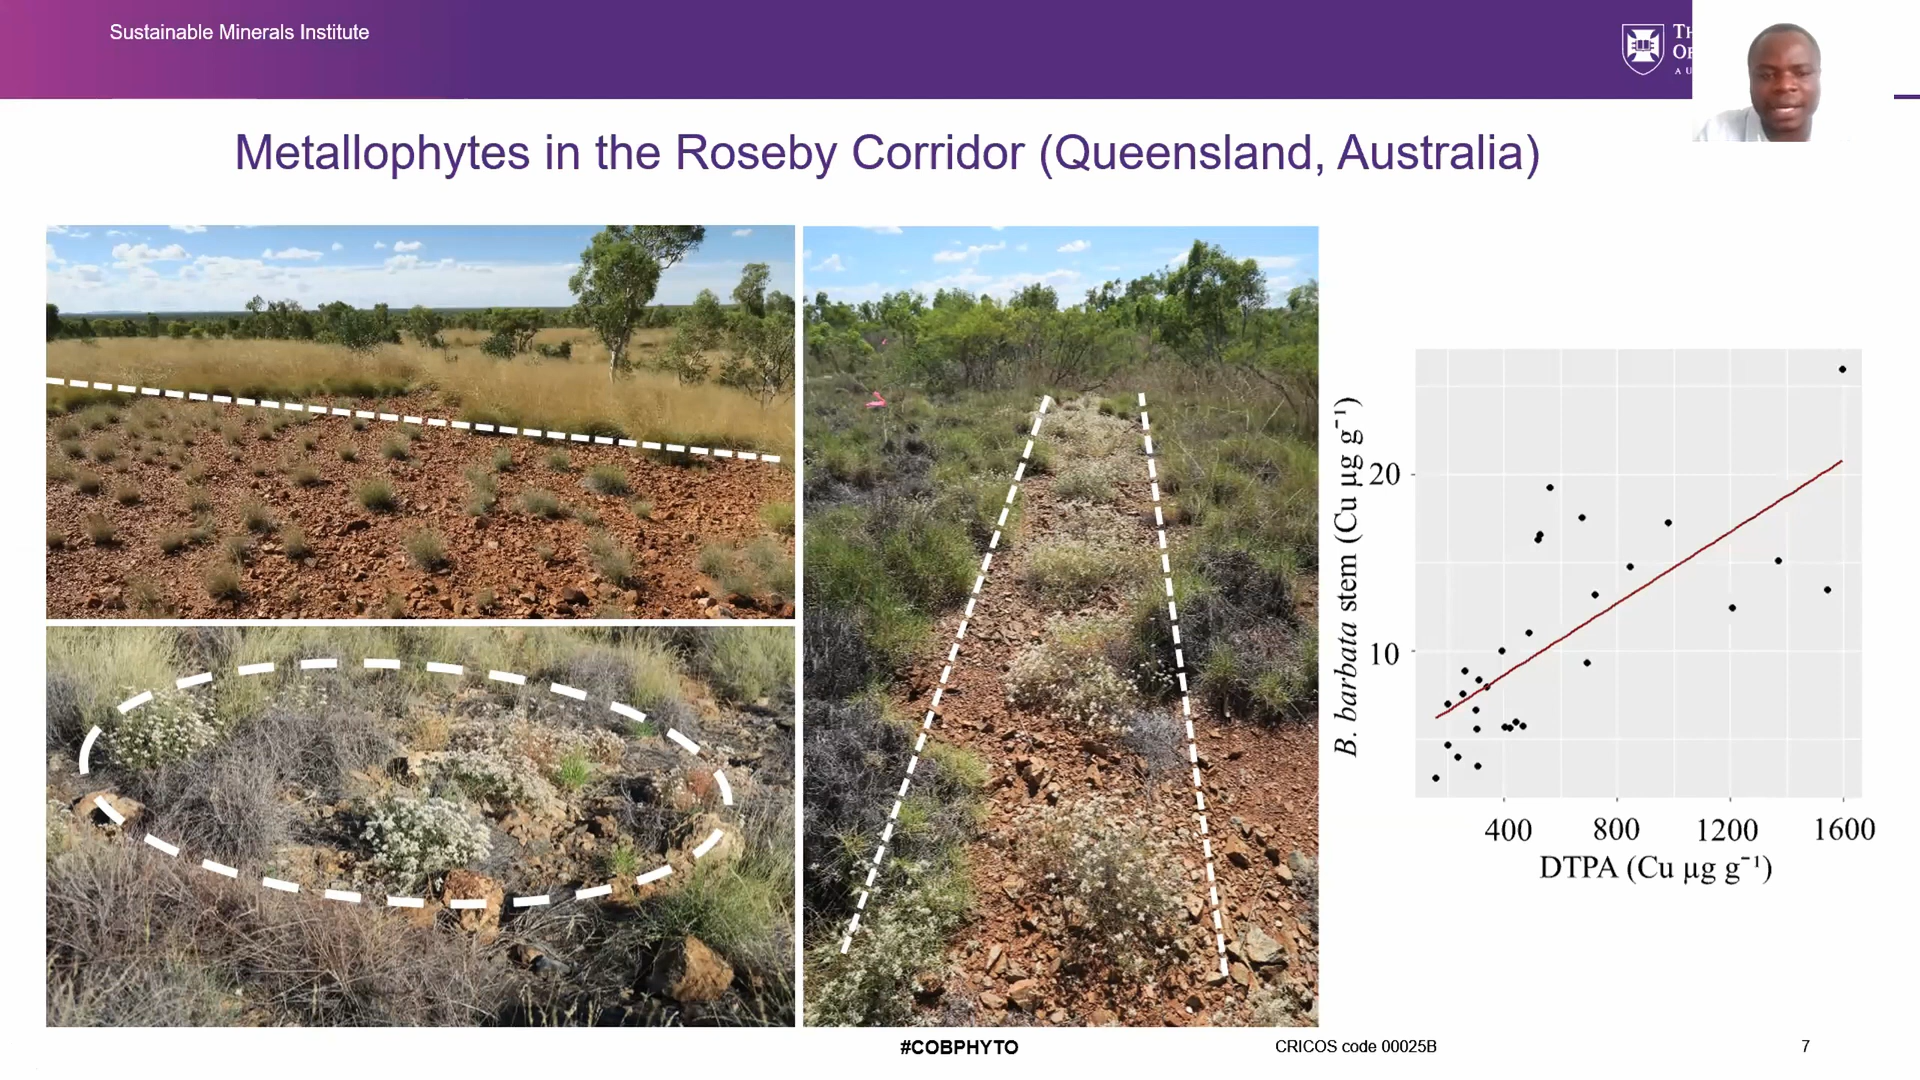 Sustainable Minerals Institute
Metallophytes in the Roseby Corridor (Queensland, Australia)
B. barbata stem (Cu µg g⁻¹)
20
10
400 800 1200 1600
DTPA (Cu µg g⁻¹)
#COBPHYTO
CRICOS code 00025B
7